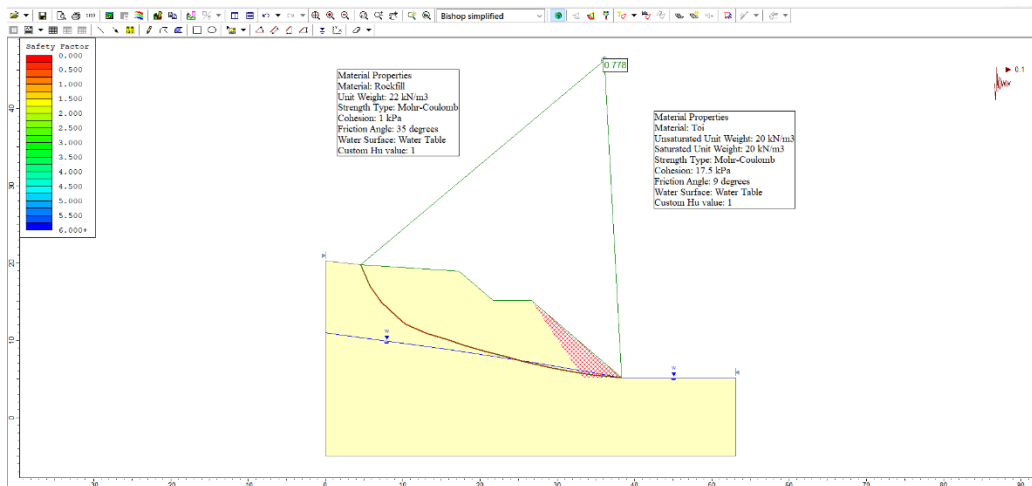 Bishop simplified
Safety Factor
0.000
0.500
1.000
1.500
2.000
2.500
3.000
3.500
4.000
4.500
5.000
5.500
6.000+
Material Properties
Material: Rockfill
Unit Weight: 22 kN/m3
Strength Type: Mohr-Coulomb
Cohesion: 1 kPa
Friction Angle: 35 degrees
Water Surface: Water Table
Custom Hu value: 1
0.778
Material Properties
Material: Toi
Unsaturated Unit Weight: 20 kN/m3
Saturated Unit Weight: 20 kN/m3
Strength Type: Mohr-Coulomb
Cohesion: 17.5 kPa
Friction Angle: 9 degrees
Water Surface: Water Table
Custom Hu value: 1
0.1
40
30
20
10
0
W
W
0
10
20
30
40
50
60
70
80
90